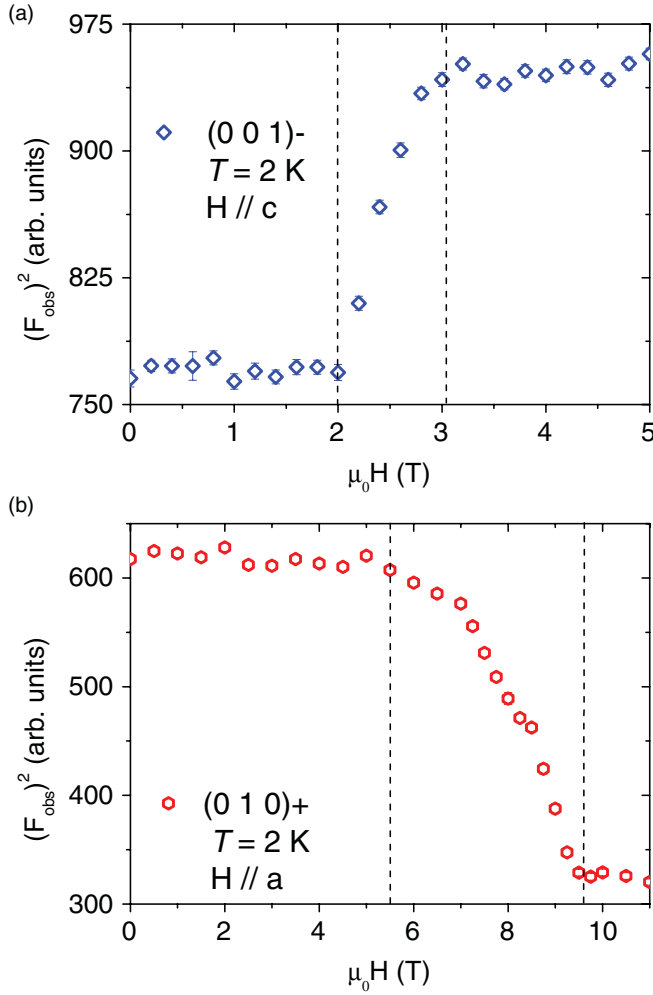 (a)
975
900
825
750
(F_obs)² (arb. units)
(0 0 1)-
T = 2 K
H // c
0 1 2 3 4 5
μ₀H (T)
(b)
600
500
400
300
(F_obs)² (arb. units)
(0 1 0)+
T = 2 K
H // a
0 2 4 6 8 10
μ₀H (T)